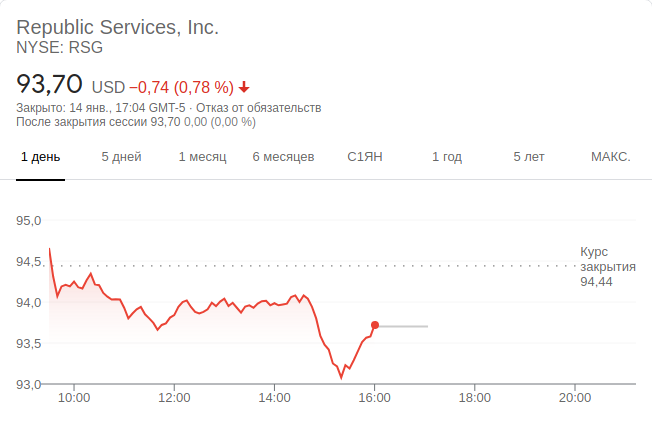 Republic Services, Inc.
NYSE: RSG
93,70 USD −0,74 (0,78 %)
Закрыто: 14 янв., 17:04 GMT-5 · Отказ от обязательств
После закрытия сессии 93,70 0,00 (0,00 %)
1 день 5 дней 1 месяц 6 месяцев С1ЯН 1 год 5 лет МАКС.
95,0
94,5
94,0
93,5
93,0
Курс
закрытия
94,44
10:00 12:00 14:00 16:00 18:00 20:00